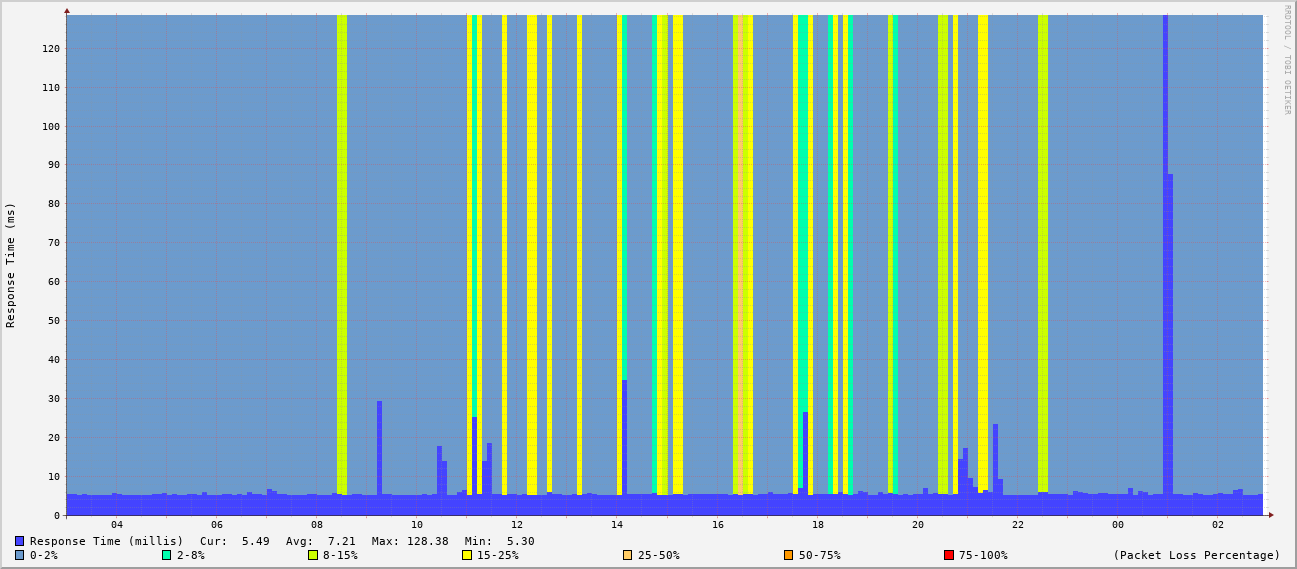 RRDTOOL / TOBI OETIKER
Response Time (ms)
120
110
100
90
80
70
60
50
40
30
20
10
0
04 06 08 10 12 14 16 18 20 22 00 02
Response Time (millis) Cur: 5.49 Avg: 7.21 Max: 128.38 Min: 5.30
0-2% 2-8% 8-15% 15-25% 25-50% 50-75% 75-100% (Packet Loss Percentage)